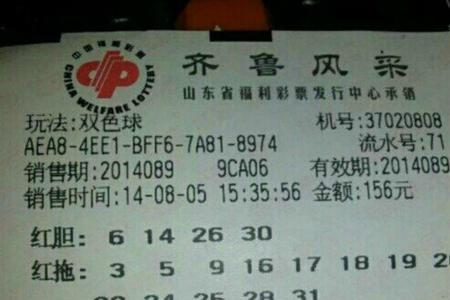 中国福利彩票
CHINA WELFARE LOTTERY
齐鲁风采
山东省福利彩票发行中心承销
玩法:双色球 机号:37020808
AEA8-4EE1-BFF6-7A81-8974 流水号:71
销售期:2014089 9CA06 有效期:2014089
销售时间:14-08-05 15:35:56 金额:156元
红胆: 6 14 26 30
红拖: 3 5 9 16 17 18 19
24 25 28 31